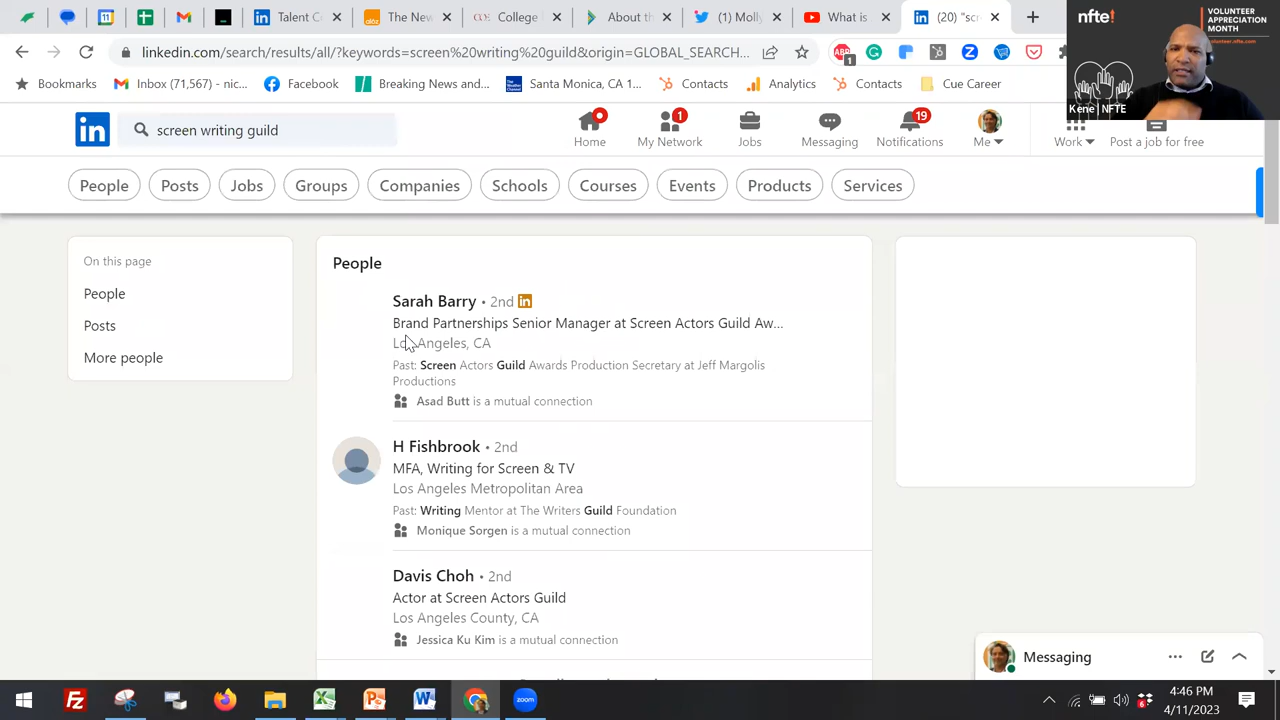 Talent C
The New
COE College
About th
(1) Molly
What is
(20) "scr
linkedin.com/search/results/all/?keywords=screen%20writing%20guild&origin=GLOBAL_SEARCH...
Bookmarks
Inbox (71,567) - nic...
Facebook
Breaking News and...
Santa Monica, CA 1...
Contacts
Analytics
Contacts
Cue Career
nfte!
VOLUNTEER
APPRECIATION
MONTH
volunteer.nfte.com
Kene | NFTE
in
screen writing guild
Home
1
My Network
Jobs
Messaging
19
Notifications
Me
Work
Post a job for free
People
Posts
Jobs
Groups
Companies
Schools
Courses
Events
Products
Services
On this page
People
Posts
More people
People
Sarah Barry • 2nd in
Brand Partnerships Senior Manager at Screen Actors Guild Aw...
Los Angeles, CA
Past: Screen Actors Guild Awards Production Secretary at Jeff Margolis
Productions
Asad Butt is a mutual connection
H Fishbrook • 2nd
MFA, Writing for Screen & TV
Los Angeles Metropolitan Area
Past: Writing Mentor at The Writers Guild Foundation
Monique Sorgen is a mutual connection
Davis Choh • 2nd
Actor at Screen Actors Guild
Los Angeles County, CA
Jessica Ku Kim is a mutual connection
Messaging
4:46 PM
4/11/2023